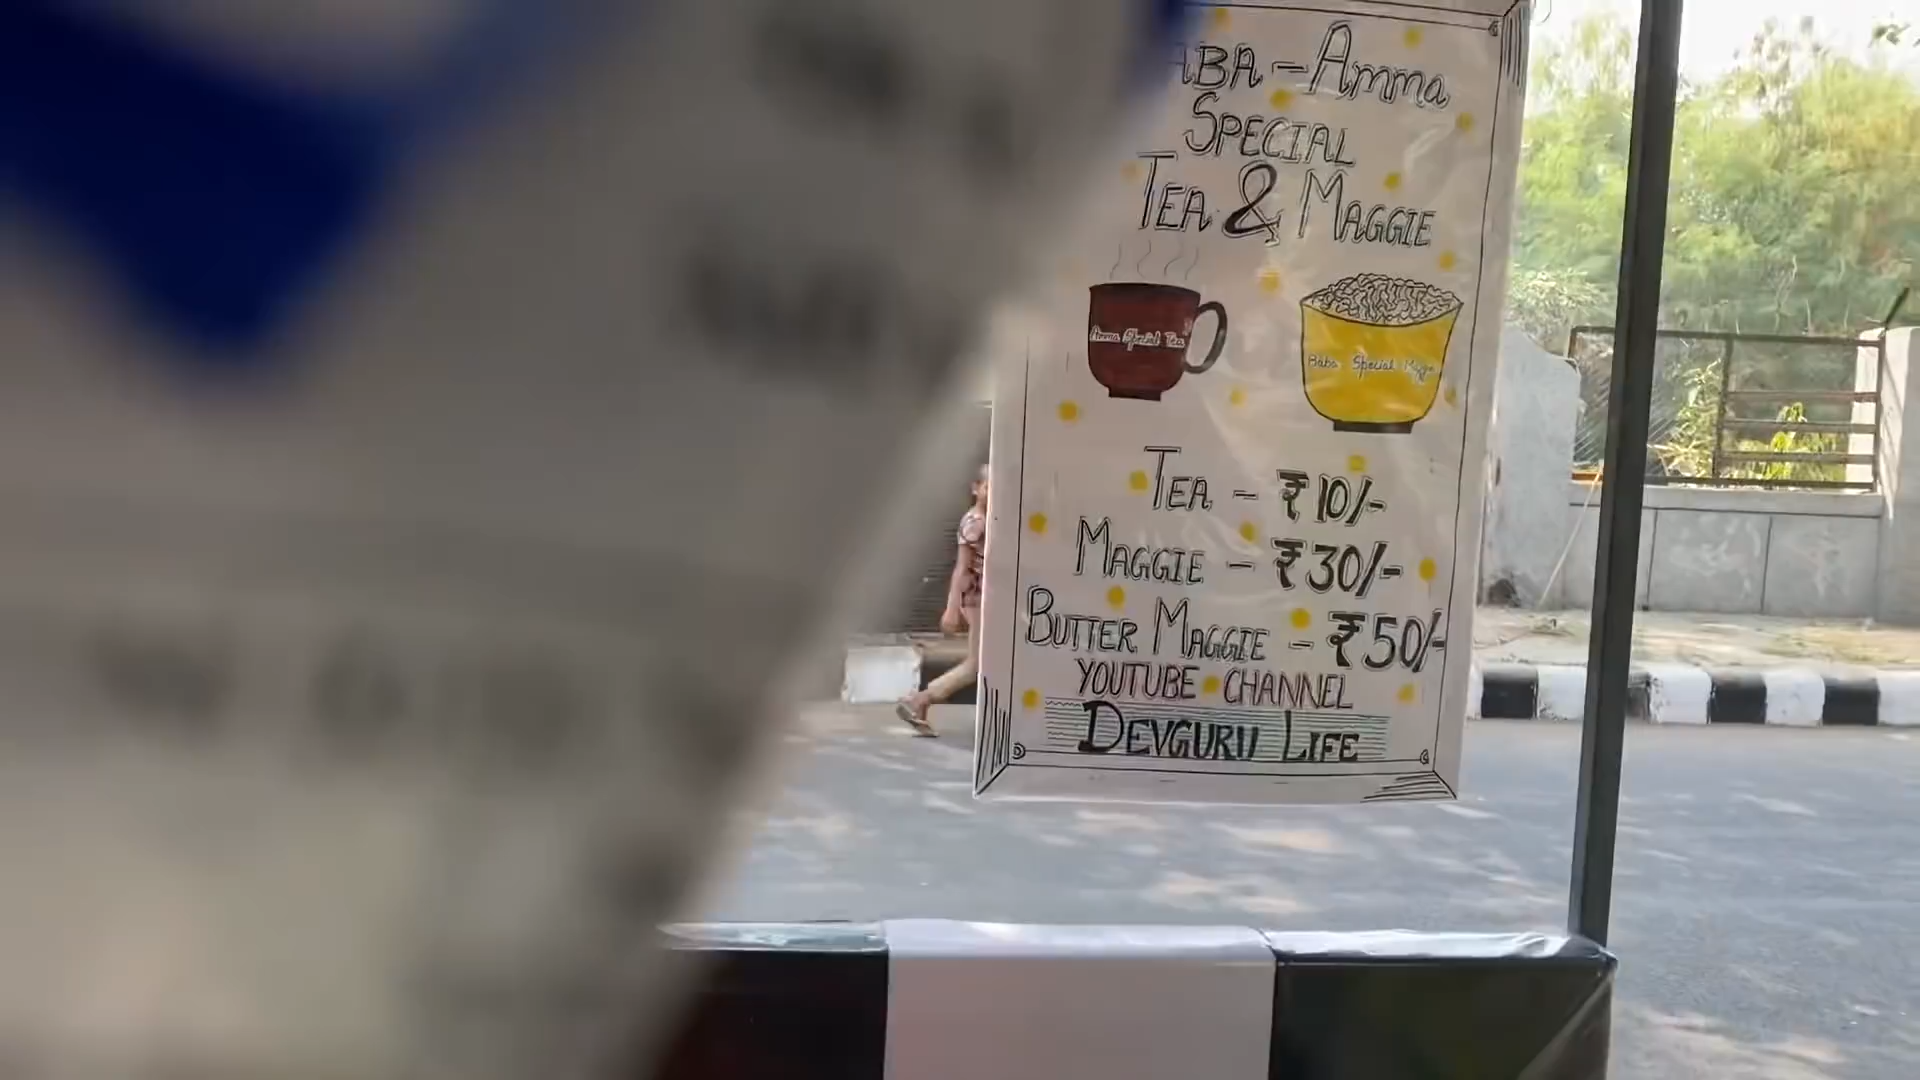 ABA - Amma
SPECIAL
TEA & MAGGIE
Amma Special Tea
Baba Special Maggie
TEA - ₹10/-
MAGGIE - ₹30/-
BUTTER MAGGIE - ₹50/-
YOUTUBE CHANNEL
DEVGURU LIFE